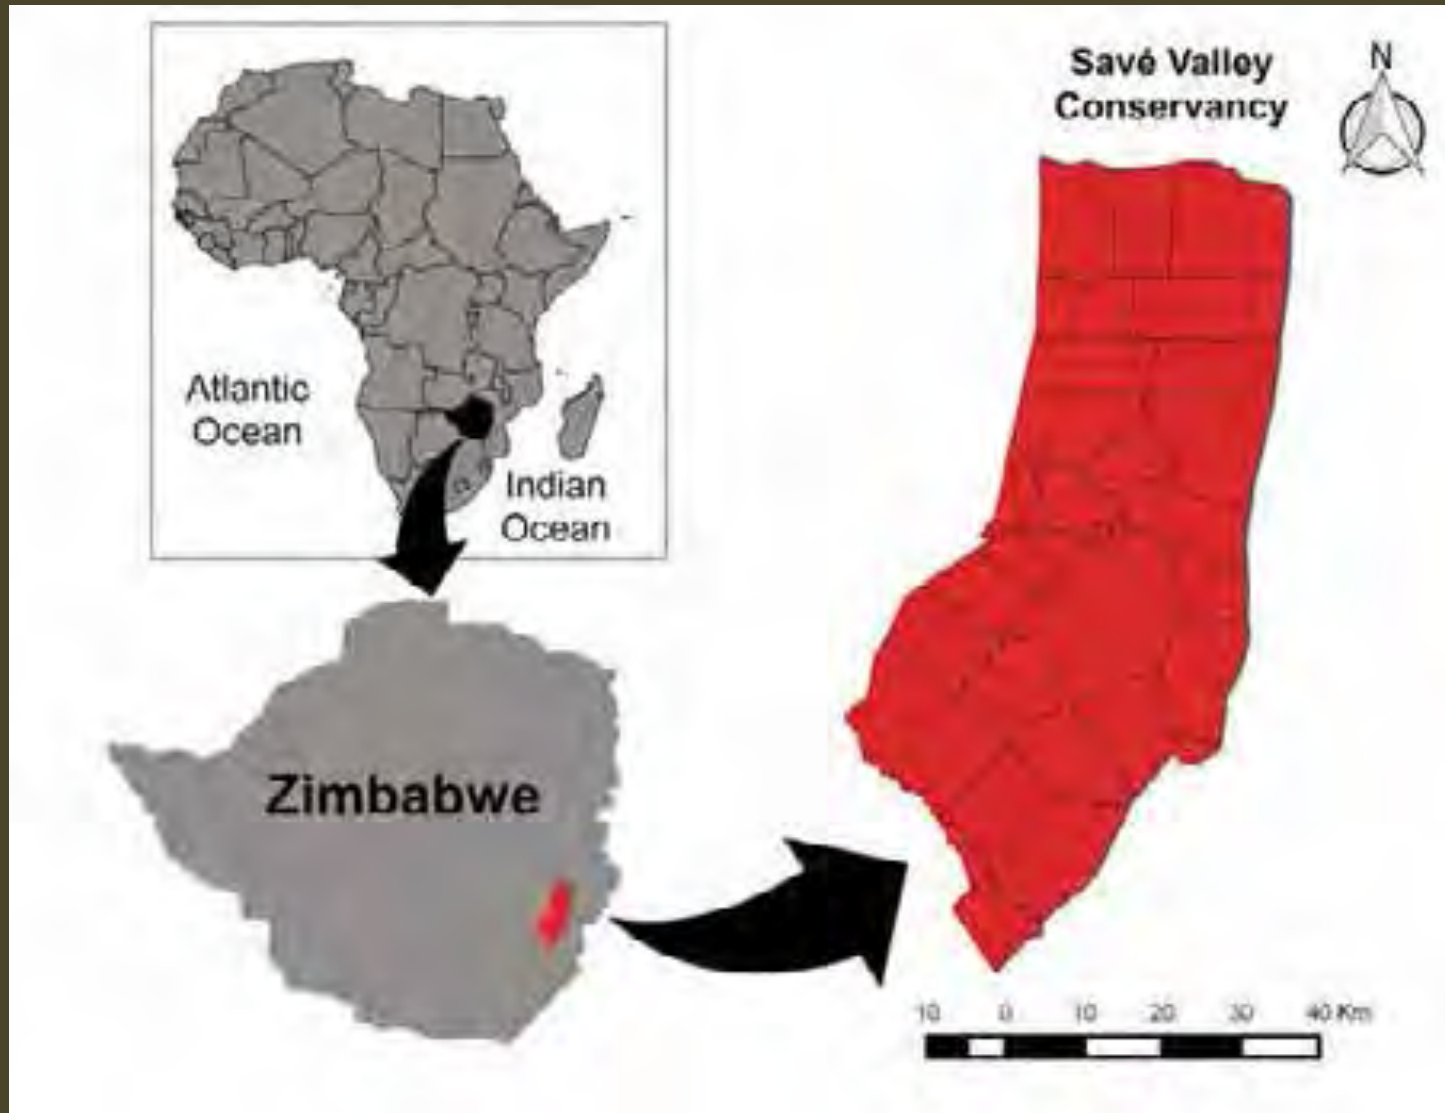 Savé Valley
Conservancy
N
Atlantic
Ocean
Indian
Ocean
Zimbabwe
10 0 10 20 30 40 Km